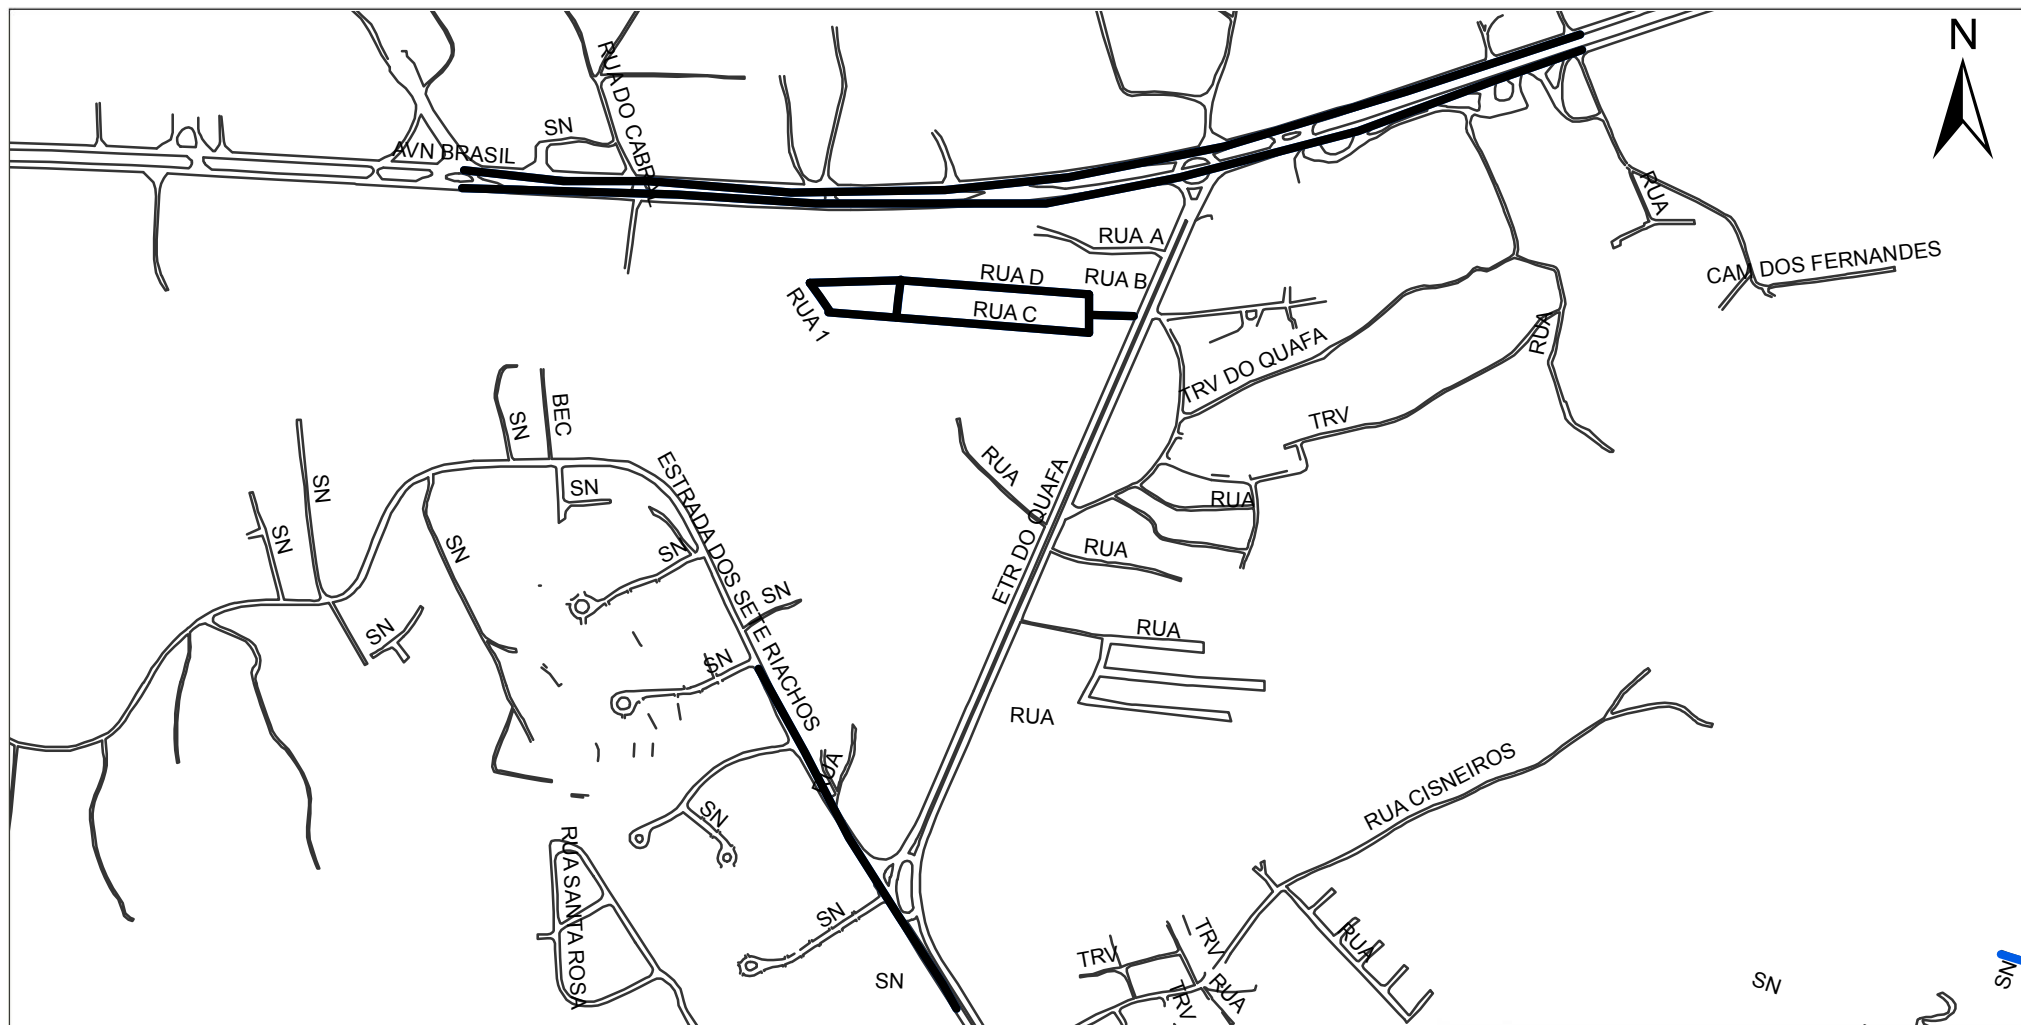 N
RUA DO CABRAL
SN
AVN BRASIL
RUA
RUA A
CAM DOS FERNANDES
RUA D
RUA B
RUA C
RUA 1
RUA
TRV DO QUAFA
TRV
BEC
SN
SN
SN
SN
SN
SN
SN
SN
SN
SN
ESTRADA DOS SETE RIACHOS
RUA
ETR DO QUAFA
RUA
RUA
RUA
RUA
RUA
RUA CISNEIROS
SN
RUA SANTA ROSA
SN
SN
TRV
TRV
TRV
RUA
RUA
SN
SN